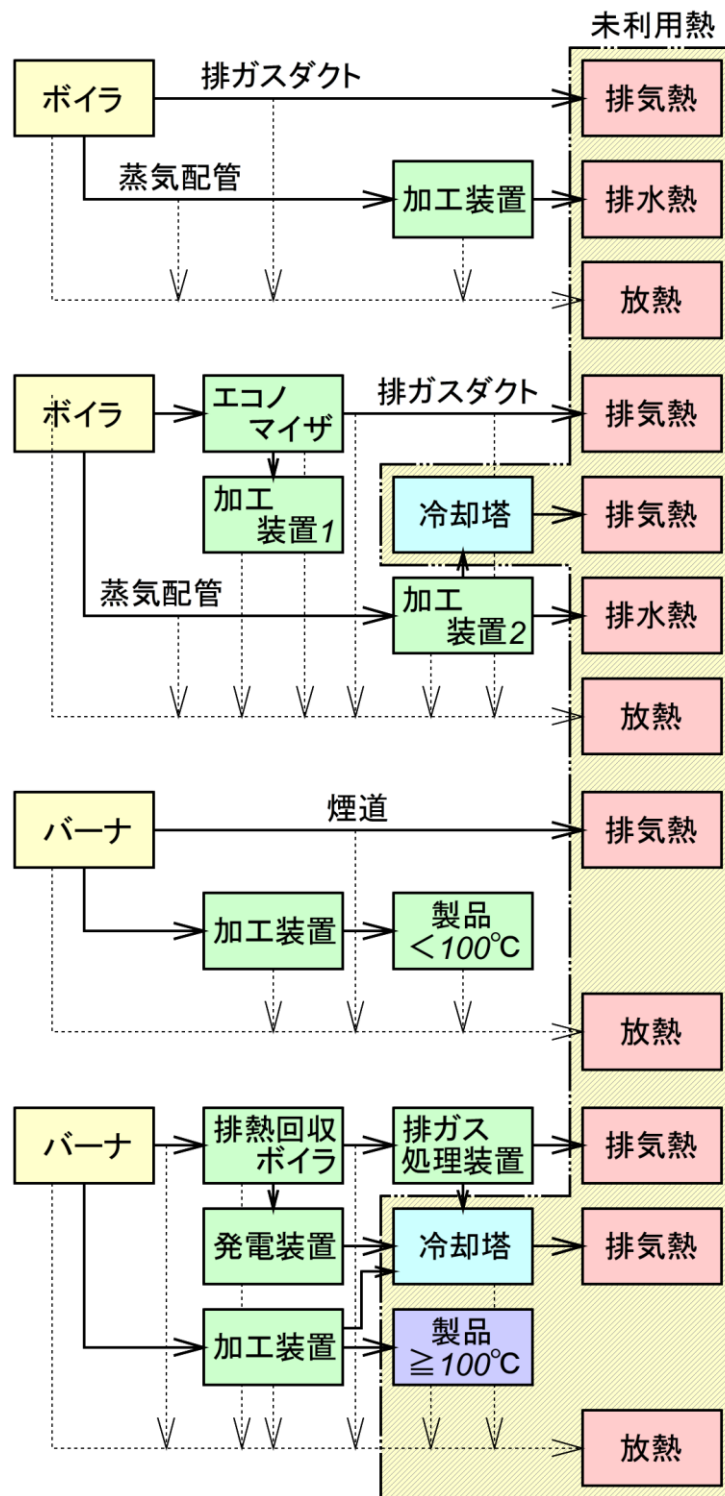 未利用熱
ボイラ
排ガスダクト
排気熱
蒸気配管
加工装置
排水熱
放熱
ボイラ
エコノ
マイザ
排ガスダクト
排気熱
加工
装置1
冷却塔
排気熱
蒸気配管
加工
装置2
排水熱
放熱
バーナ
煙道
排気熱
加工装置
製品
＜100℃
放熱
バーナ
排熱回収
ボイラ
排ガス
処理装置
排気熱
発電装置
冷却塔
排気熱
加工装置
製品
≧100℃
放熱